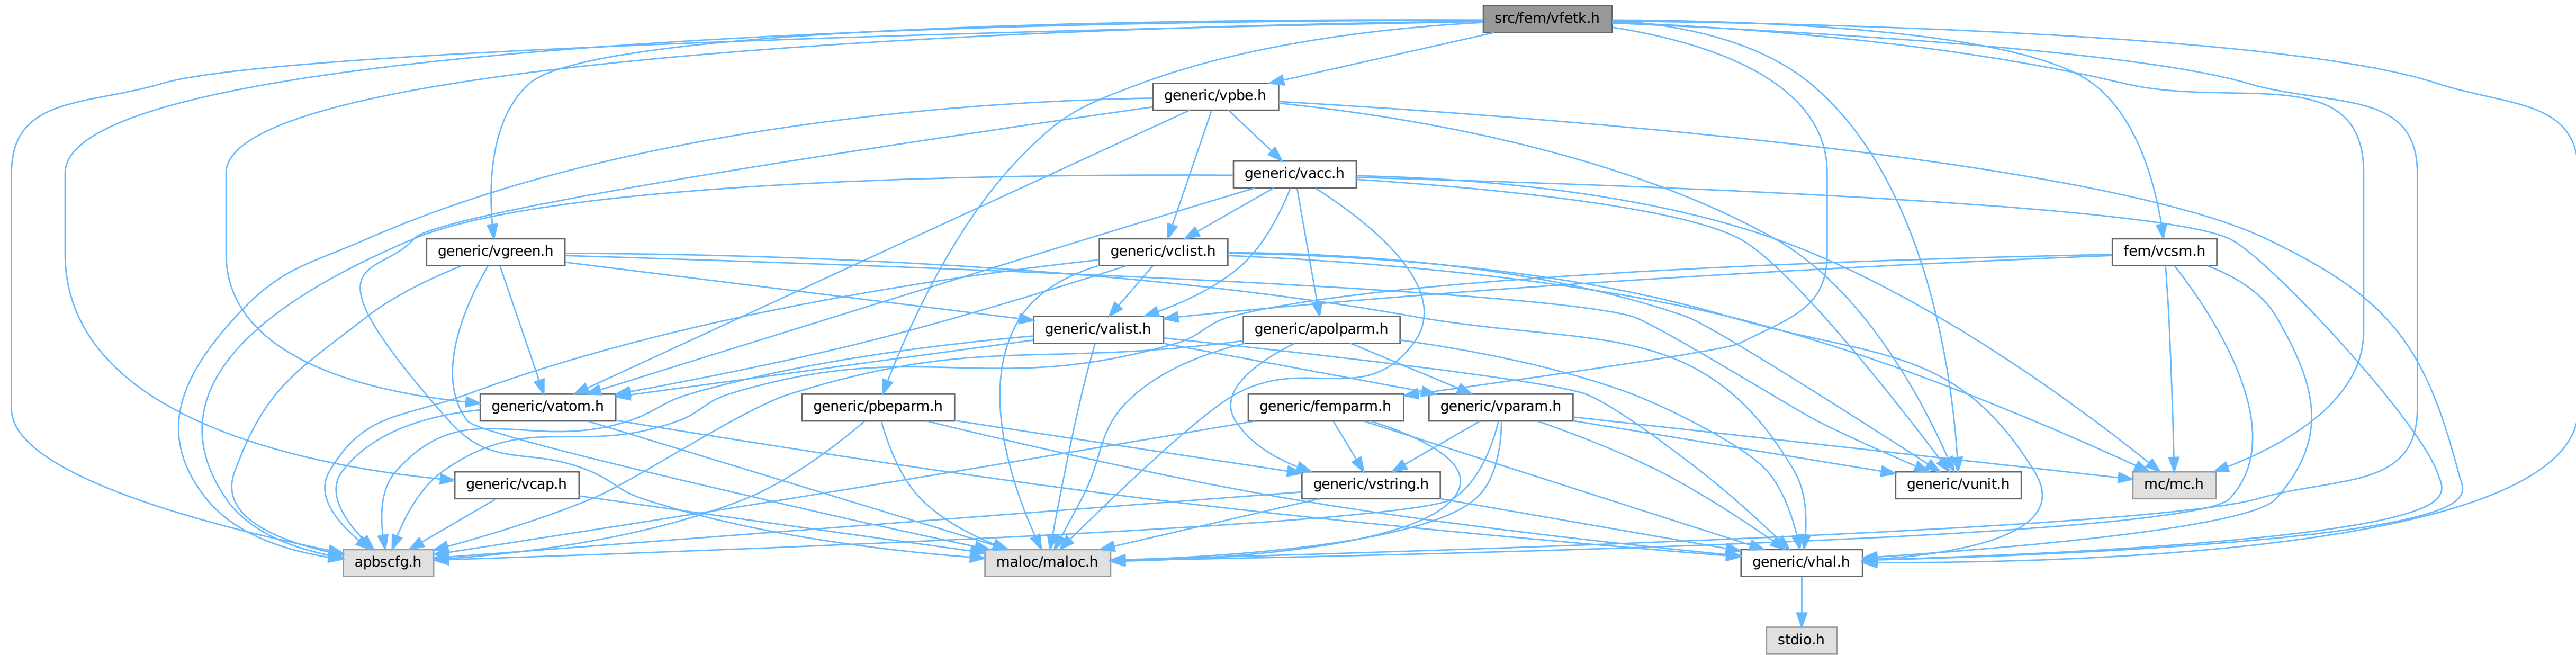 src/fem/vfetk.h
generic/vpbe.h
generic/vacc.h
generic/vgreen.h
generic/vclist.h
fem/vcsm.h
generic/valist.h
generic/apolparm.h
generic/vatom.h
generic/pbeparm.h
generic/femparm.h
generic/vparam.h
generic/vcap.h
generic/vstring.h
generic/vunit.h
mc/mc.h
apbscfg.h
maloc/maloc.h
generic/vhal.h
stdio.h